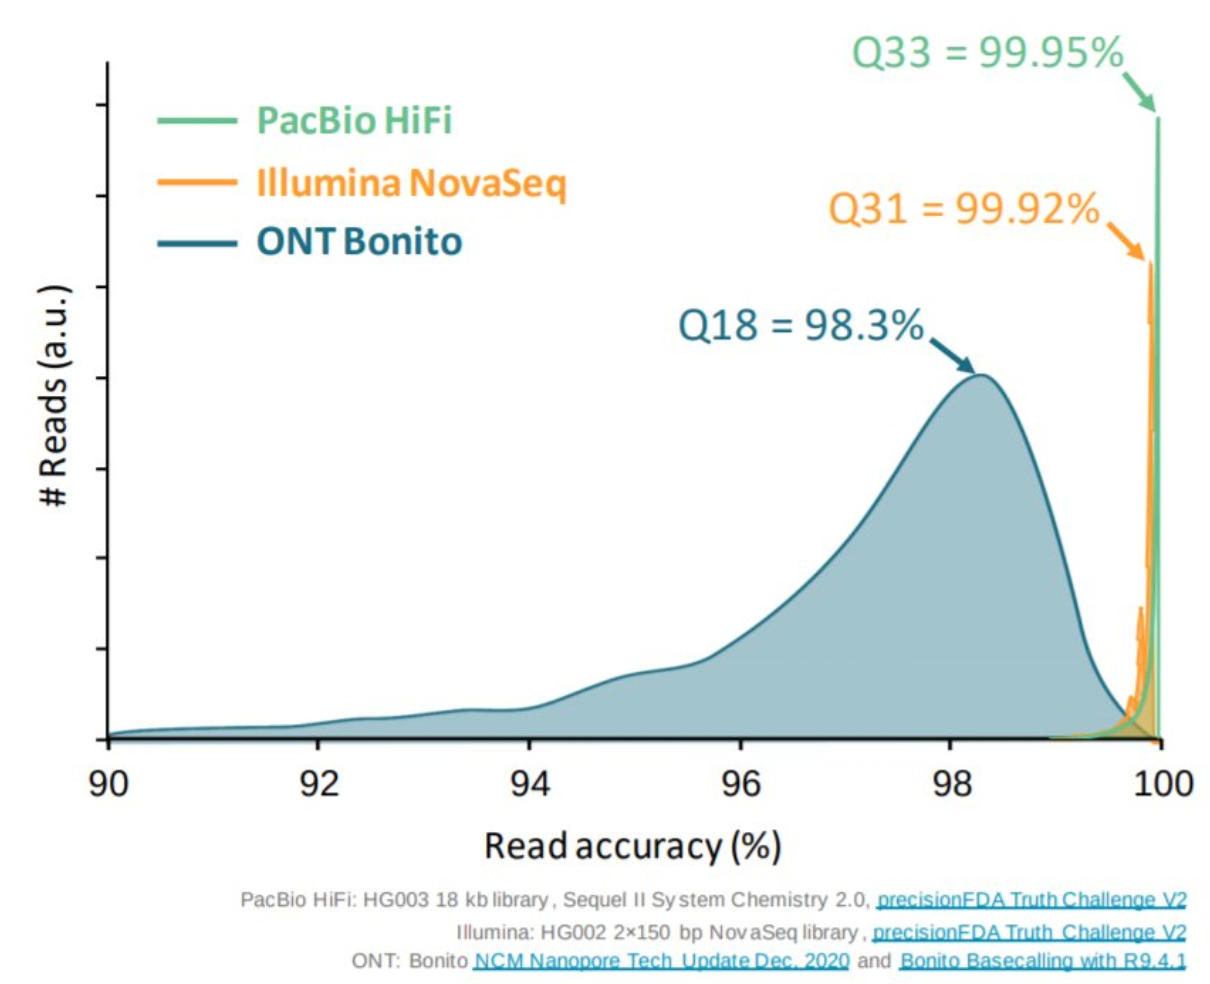 Q33 = 99.95%
PacBio HiFi
Illumina NovaSeq
Q31 = 99.92%
ONT Bonito
Q18 = 98.3%
# Reads (a.u.)
90 92 94 96 98 100
Read accuracy (%)
PacBio HiFi: HG003 18 kb library, Sequel II System Chemistry 2.0, precisionFDA Truth Challenge V2
Illumina: HG002 2×150 bp NovaSeq library, precisionFDA Truth Challenge V2
ONT: Bonito NCM Nanopore Tech Update Dec. 2020 and Bonito Basecalling with R9.4.1